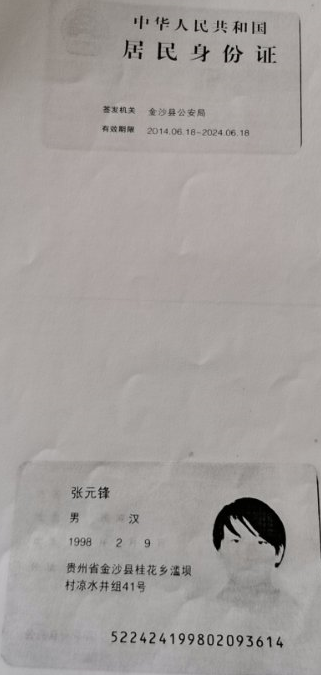 中华人民共和国
居民身份证
签发机关 金沙县公安局
有效期限 2014.06.18-2024.06.18
张元锋
男 汉
1998 2 9
贵州省金沙县桂花乡滥坝
村凉水井组41号
522424199802093614